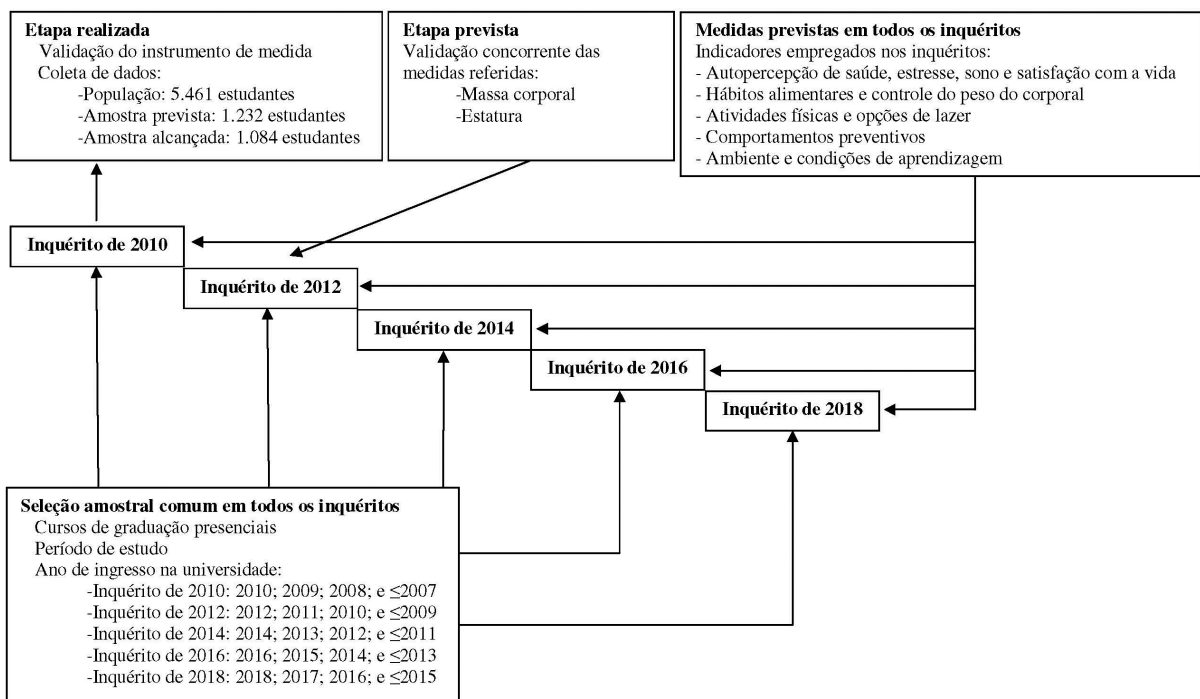 Etapa realizada
Validação do instrumento de medida
Coleta de dados:
-População: 5.461 estudantes
-Amostra prevista: 1.232 estudantes
-Amostra alcançada: 1.084 estudantes
Etapa prevista
Validação concorrente das
medidas referidas:
-Massa corporal
-Estatura
Medidas previstas em todos os inquéritos
Indicadores empregados nos inquéritos:
- Autopercepção de saúde, estresse, sono e satisfação com a vida
- Hábitos alimentares e controle do peso do corporal
- Atividades físicas e opções de lazer
- Comportamentos preventivos
- Ambiente e condições de aprendizagem
Inquérito de 2010
Inquérito de 2012
Inquérito de 2014
Inquérito de 2016
Inquérito de 2018
Seleção amostral comum em todos os inquéritos
Cursos de graduação presenciais
Período de estudo
Ano de ingresso na universidade:
-Inquérito de 2010: 2010; 2009; 2008; e ≤2007
-Inquérito de 2012: 2012; 2011; 2010; e ≤2009
-Inquérito de 2014: 2014; 2013; 2012; e ≤2011
-Inquérito de 2016: 2016; 2015; 2014; e ≤2013
-Inquérito de 2018: 2018; 2017; 2016; e ≤2015